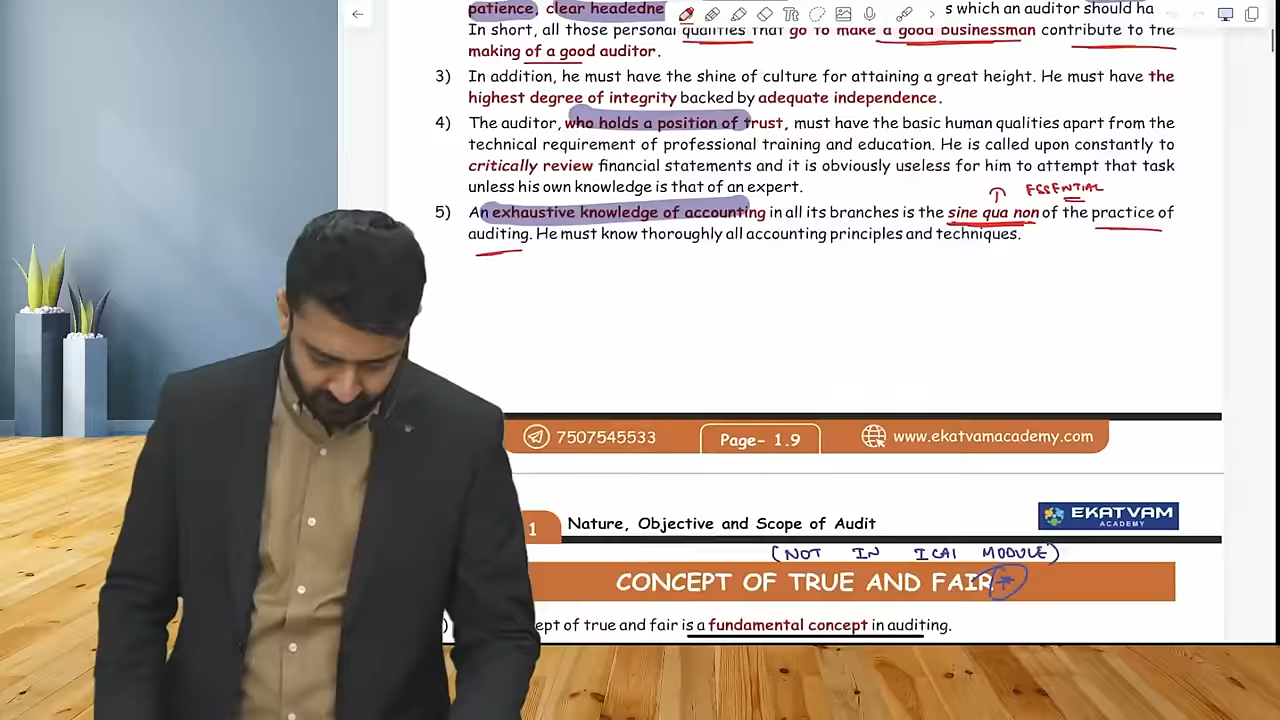 patience, clear headedne
s which an auditor should ha
In short, all those personal qualities that go to make a good businessman contribute to the
making of a good auditor.
3) In addition, he must have the shine of culture for attaining a great height. He must have the
highest degree of integrity backed by adequate independence.
4) The auditor, who holds a position of trust, must have the basic human qualities apart from the
technical requirement of professional training and education. He is called upon constantly to
critically review financial statements and it is obviously useless for him to attempt that task
unless his own knowledge is that of an expert.
ESSENTIAL
5) An exhaustive knowledge of accounting in all its branches is the sine qua non of the practice of
auditing. He must know thoroughly all accounting principles and techniques.
7507545533
Page- 1.9
www.ekatvamacademy.com
1 Nature, Objective and Scope of Audit
EKATVAM
ACADEMY
(NOT IN ICAI MODULE)
CONCEPT OF TRUE AND FAIR*
ept of true and fair is a fundamental concept in auditing.